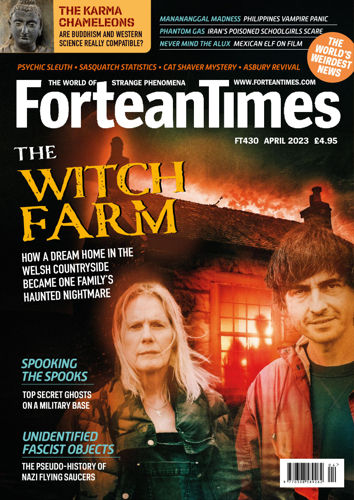 THE KARMA
CHAMELEONS
ARE BUDDHISM AND WESTERN
SCIENCE REALLY COMPATIBLE?
MANANANGGAL MADNESS PHILIPPINES VAMPIRE PANIC
PHANTOM GAS IRAN'S POISONED SCHOOLGIRLS SCARE
NEVER MIND THE ALUX MEXICAN ELF ON FILM
THE
WORLD'S
WEIRDEST
NEWS
PSYCHIC SLEUTH • SASQUATCH STATISTICS • CAT SHAVER MYSTERY • ASBURY REVIVAL
THE WORLD OF STRANGE PHENOMENA WWW.FORTEANTIMES.COM
ForteanTimes
FT430 APRIL 2023 £4.95
THE
WITCH
FARM
HOW A DREAM HOME IN THE
WELSH COUNTRYSIDE
BECAME ONE FAMILY'S
HAUNTED NIGHTMARE
SPOOKING
THE SPOOKS
TOP SECRET GHOSTS
ON A MILITARY BASE
UNIDENTIFIED
FASCIST OBJECTS
THE PSEUDO-HISTORY OF
NAZI FLYING SAUCERS
04